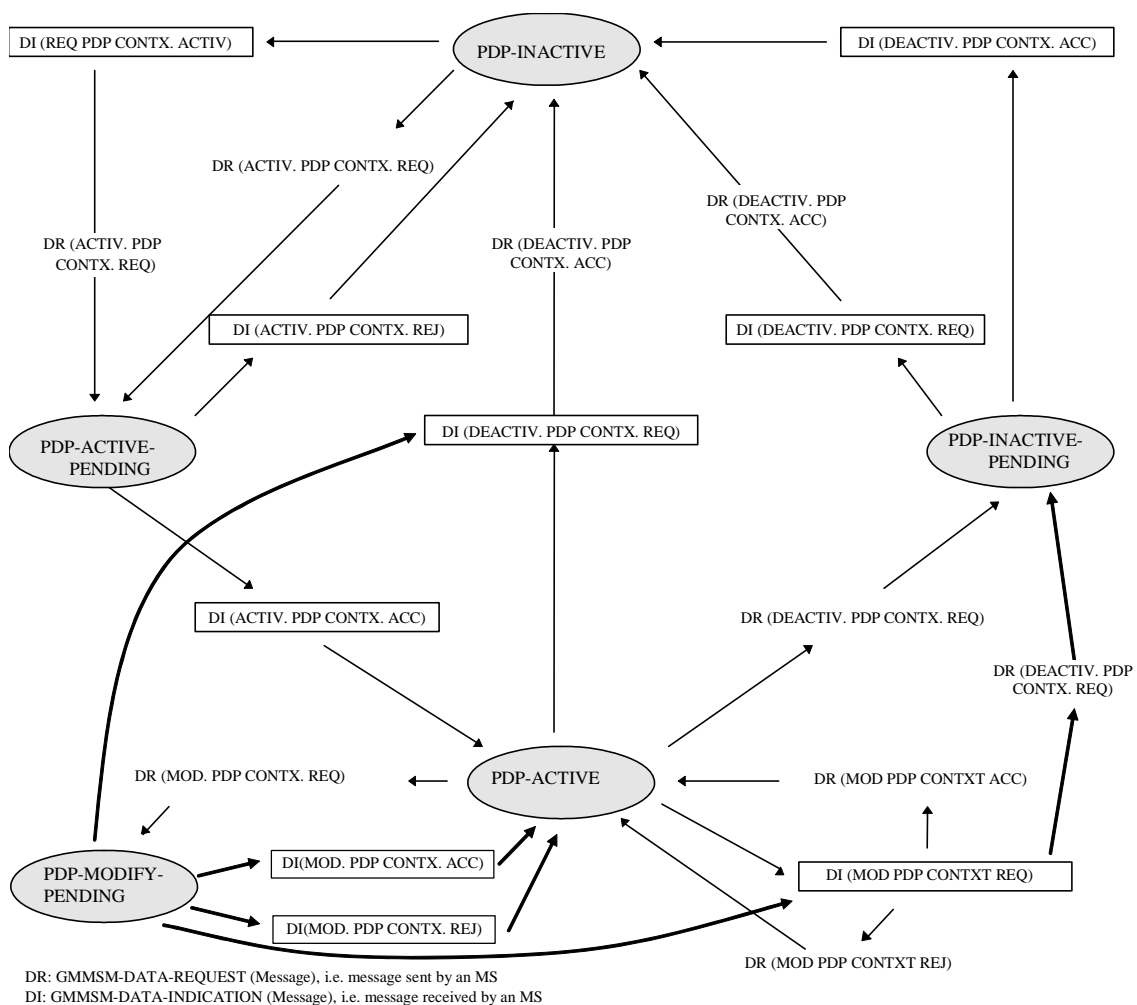 DI (REQ PDP CONTX. ACTIV)
PDP-INACTIVE
DI (DEACTIV. PDP CONTX. ACC)
DR (ACTIV. PDP CONTX. REQ)
DR (DEACTIV. PDP
CONTX. ACC)
DR (ACTIV. PDP
CONTX. REQ)
DR (DEACTIV. PDP
CONTX. ACC)
DI (ACTIV. PDP CONTX. REJ)
DI (DEACTIV. PDP CONTX. REQ)
PDP-ACTIVE-
PENDING
DI (DEACTIV. PDP CONTX. REQ)
PDP-INACTIVE-
PENDING
DI (ACTIV. PDP CONTX. ACC)
DR (DEACTIV. PDP CONTX. REQ)
DR (DEACTIV. PDP
CONTX. REQ)
DR (MOD. PDP CONTX. REQ)
PDP-ACTIVE
DR (MOD PDP CONTXT ACC)
PDP-MODIFY-
PENDING
DI(MOD. PDP CONTX. ACC)
DI (MOD PDP CONTXT REQ)
DI(MOD. PDP CONTX. REJ)
DR (MOD PDP CONTXT REJ)
DR: GMMSM-DATA-REQUEST (Message), i.e. message sent by an MS
DI: GMMSM-DATA-INDICATION (Message), i.e. message received by an MS